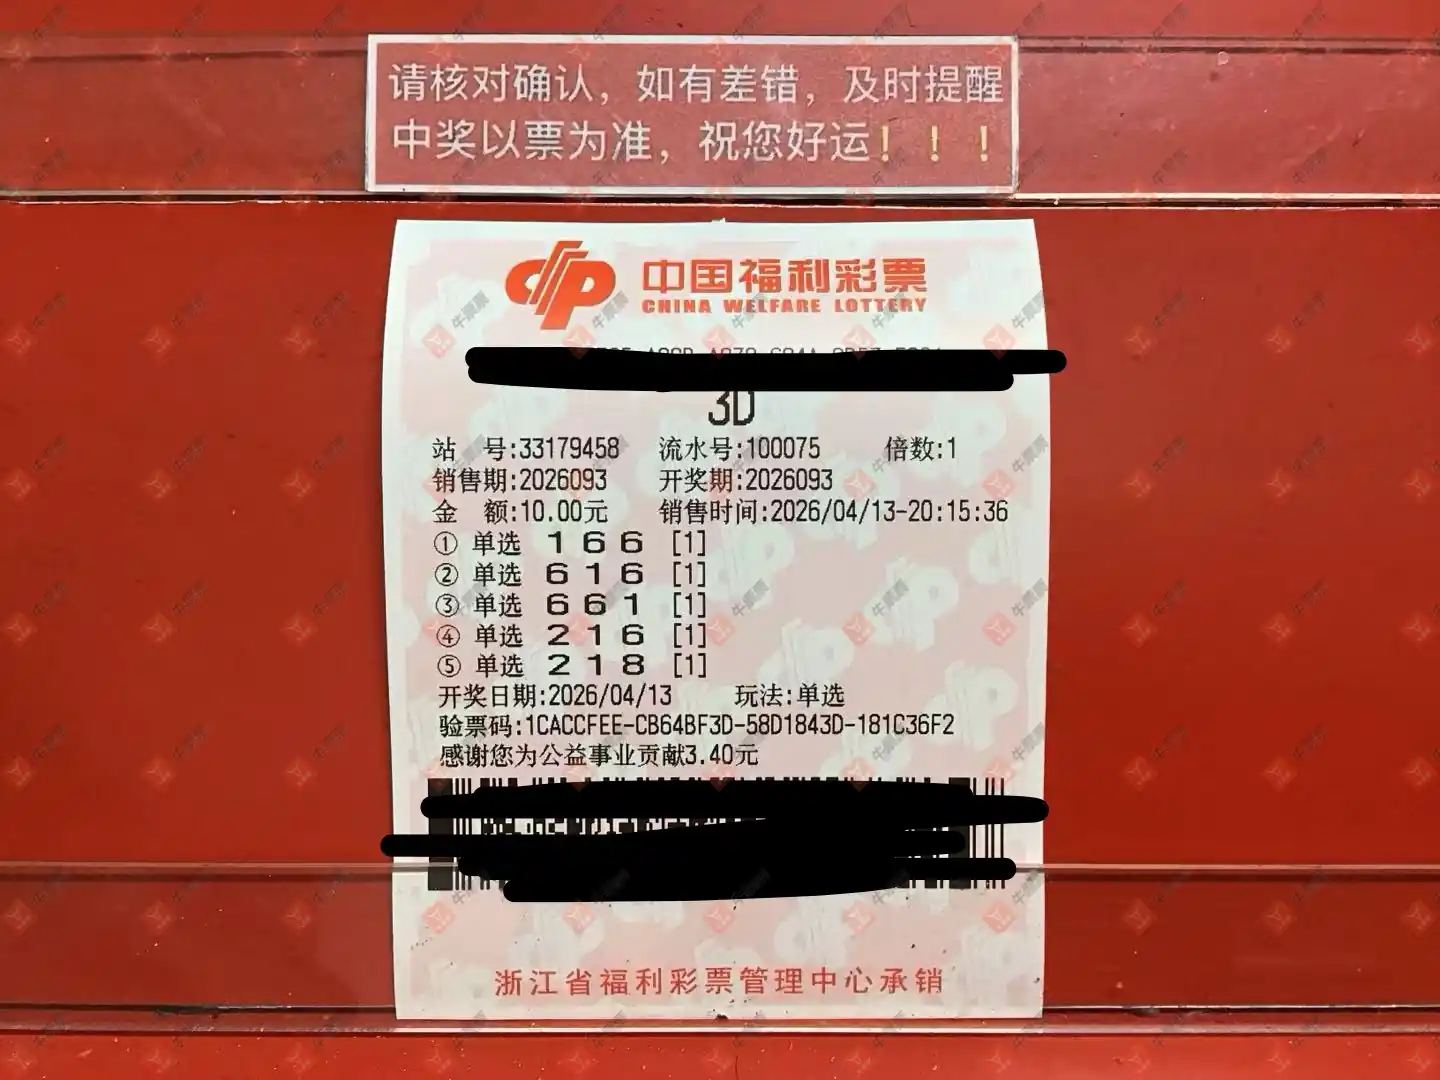 请核对确认，如有差错，及时提醒
中奖以票为准，祝您好运！！！
中国福利彩票
CHINA WELFARE LOTTERY
3D
站 号:33179458 流水号:100075 倍数:1
销售期:2026093 开奖期:2026093
金 额:10.00元 销售时间:2026/04/13-20:15:36
① 单选 1 6 6 [1]
② 单选 6 1 6 [1]
③ 单选 6 6 1 [1]
④ 单选 2 1 6 [1]
⑤ 单选 2 1 8 [1]
开奖日期:2026/04/13 玩法:单选
验票码:1CACCFEE-CB64BF3D-58D1843D-181C36F2
感谢您为公益事业贡献3.40元
浙江省福利彩票管理中心承销